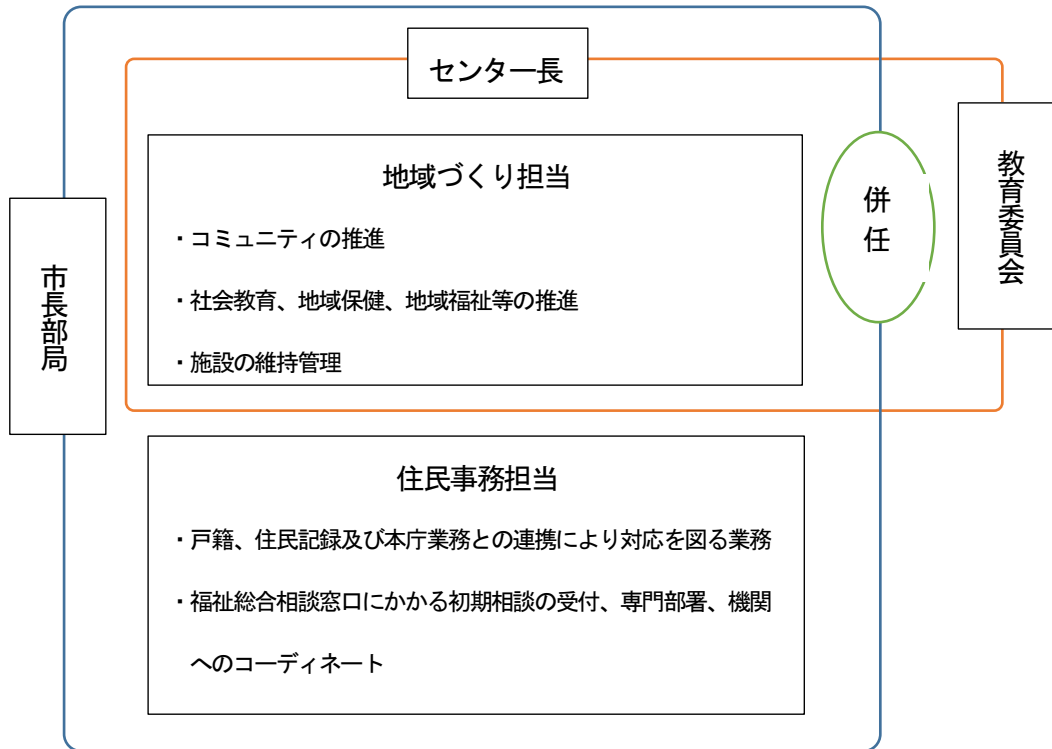 センター長
地域づくり担当
・コミュニティの推進
・社会教育、地域保健、地域福祉等の推進
・施設の維持管理
併任
教育委員会
市長部局
住民事務担当
・戸籍、住民記録及び本庁業務との連携により対応を図る業務
・福祉総合相談窓口にかかる初期相談の受付、専門部署、機関
へのコーディネート